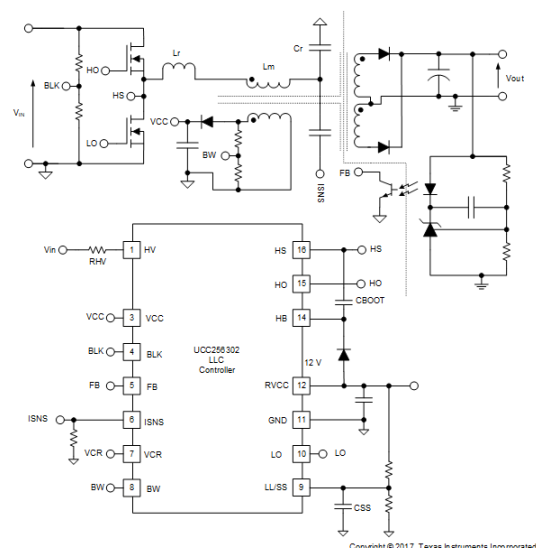 Lr
Lm
Cr
HO
BLK
HS
VIN
LO
VCC
BW
ISNS
FB
Vout
Vin
RHV
1
HV
VCC
3
VCC
BLK
4
BLK
FB
5
FB
ISNS
6
ISNS
VCR
7
VCR
BW
8
BW
UCC256302
LLC
Controller
HS
16
HS
HO
15
HO
CBOOT
HB
14
12 V
RVCC
12
GND
11
LO
10
LO
LL/SS
9
CSS
Copyright © 2017, Texas Instruments Incorporated